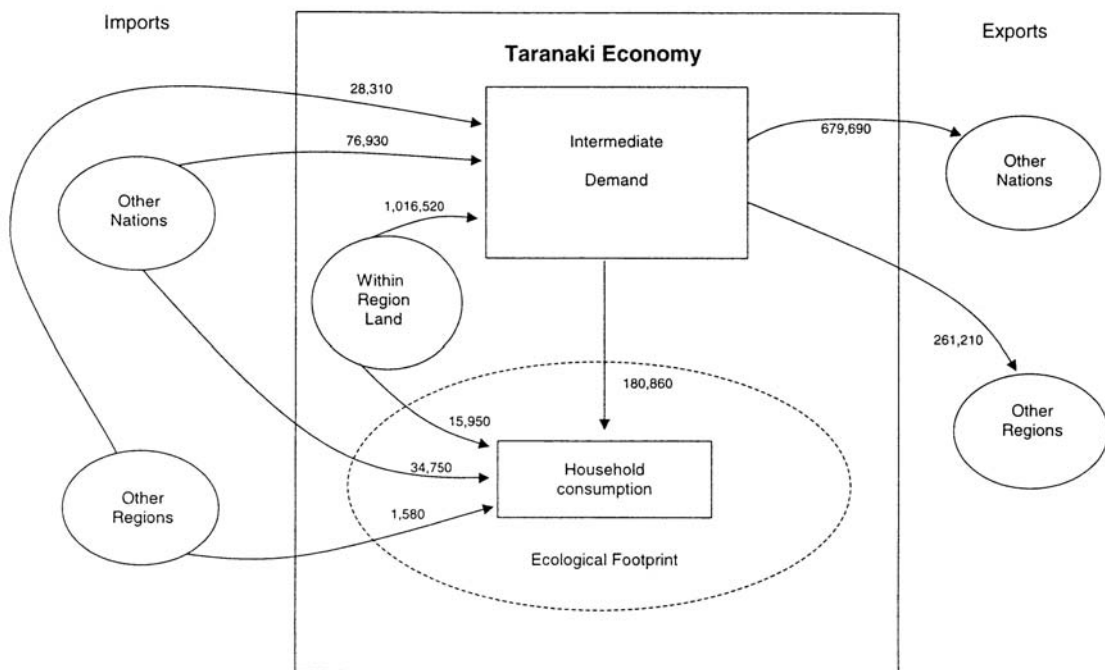 Imports
Exports
Taranaki Economy
28,310
76,930
1,016,520
679,690
261,210
Intermediate
Demand
Other
Nations
Other
Nations
Within
Region
Land
180,860
15,950
34,750
1,580
Other
Regions
Other
Regions
Household
consumption
Ecological Footprint